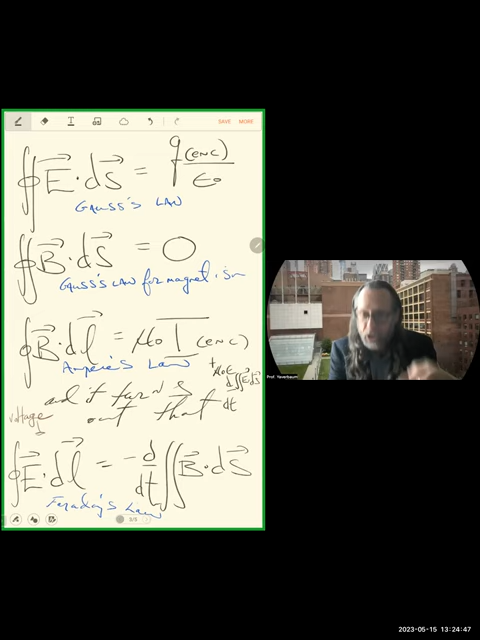 SAVE MORE
∯ E⃗ · dS⃗ = q(enc) / ε₀
GAUSS'S LAW
∯ B⃗ · dS⃗ = 0
GAUSS'S LAW for magnetism
∮ B⃗ · dl⃗ = μ₀ I (enc)
Ampere's Law
+ μ₀ε₀ d∬E⃗·dS⃗ / dt
and it turns
out that
voltage
∮ E⃗ · dl⃗ = - d/dt ∬ B⃗ · dS⃗
Faraday's Law
3/5
Prof. Yaverbaum
2023-05-15 13:24:47